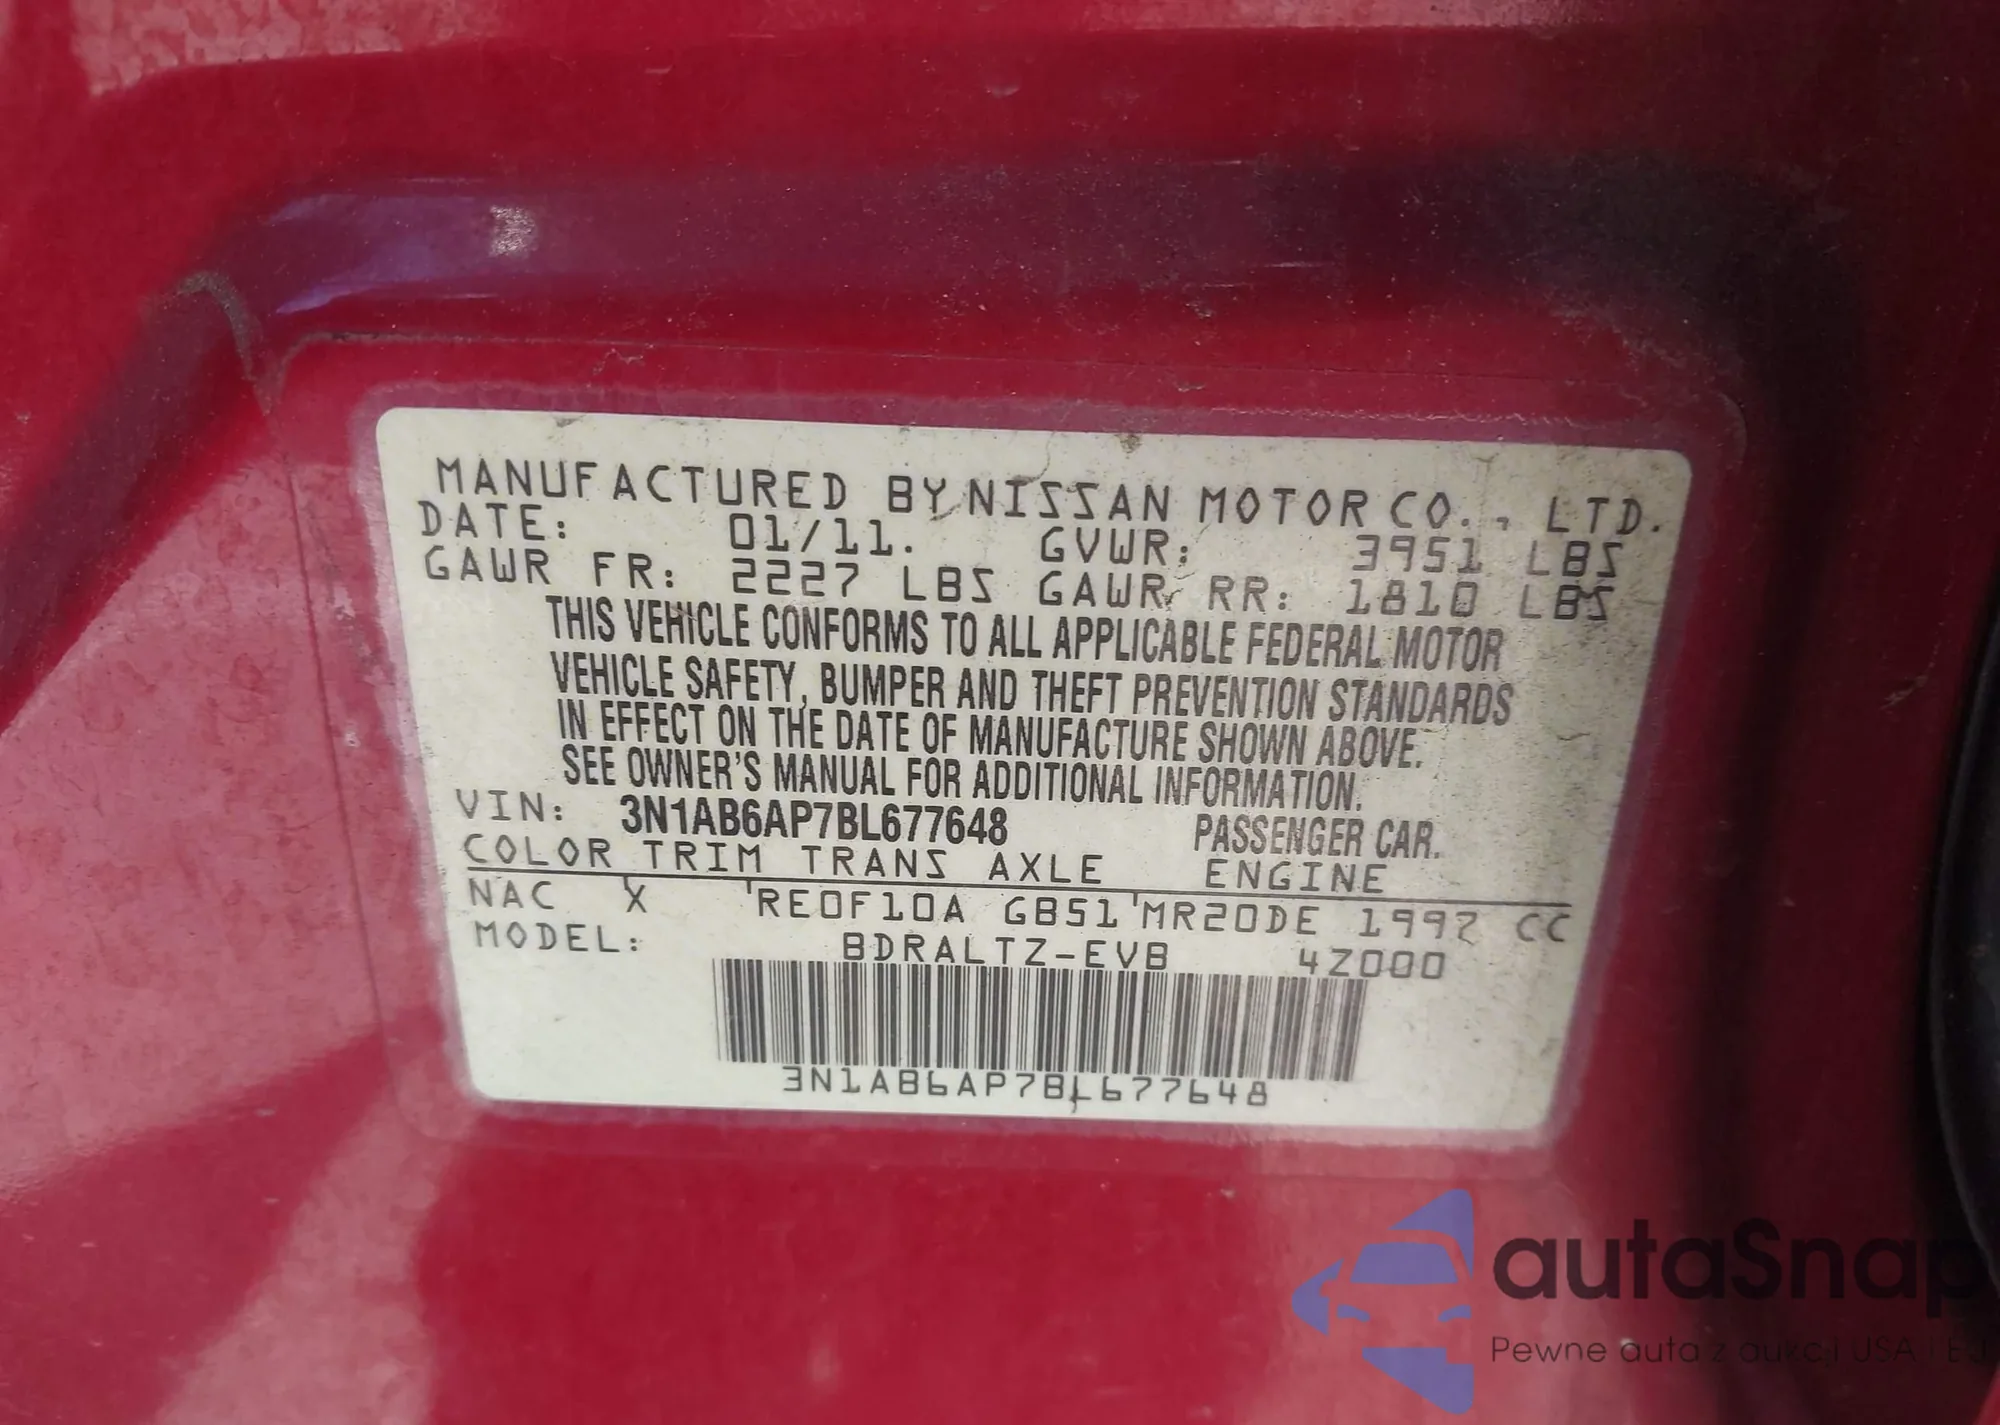 MANUFACTURED BY NISSAN MOTOR CO., LTD.
DATE: 01/11. GVWR: 3951 LBS
GAWR FR: 2227 LBS GAWR RR: 1810 LBS
THIS VEHICLE CONFORMS TO ALL APPLICABLE FEDERAL MOTOR
VEHICLE SAFETY, BUMPER AND THEFT PREVENTION STANDARDS
IN EFFECT ON THE DATE OF MANUFACTURE SHOWN ABOVE.
SEE OWNER'S MANUAL FOR ADDITIONAL INFORMATION.
VIN: 3N1AB6AP7BL677648 PASSENGER CAR.
COLOR TRIM TRANS AXLE ENGINE
NAC X RE0F10A GB51 MR20DE 1997 CC
MODEL: BDRALTZ-EVB 4Z000
3N1AB6AP7BL677648
autaSnap
Pewne auta z aukcji USA i EU